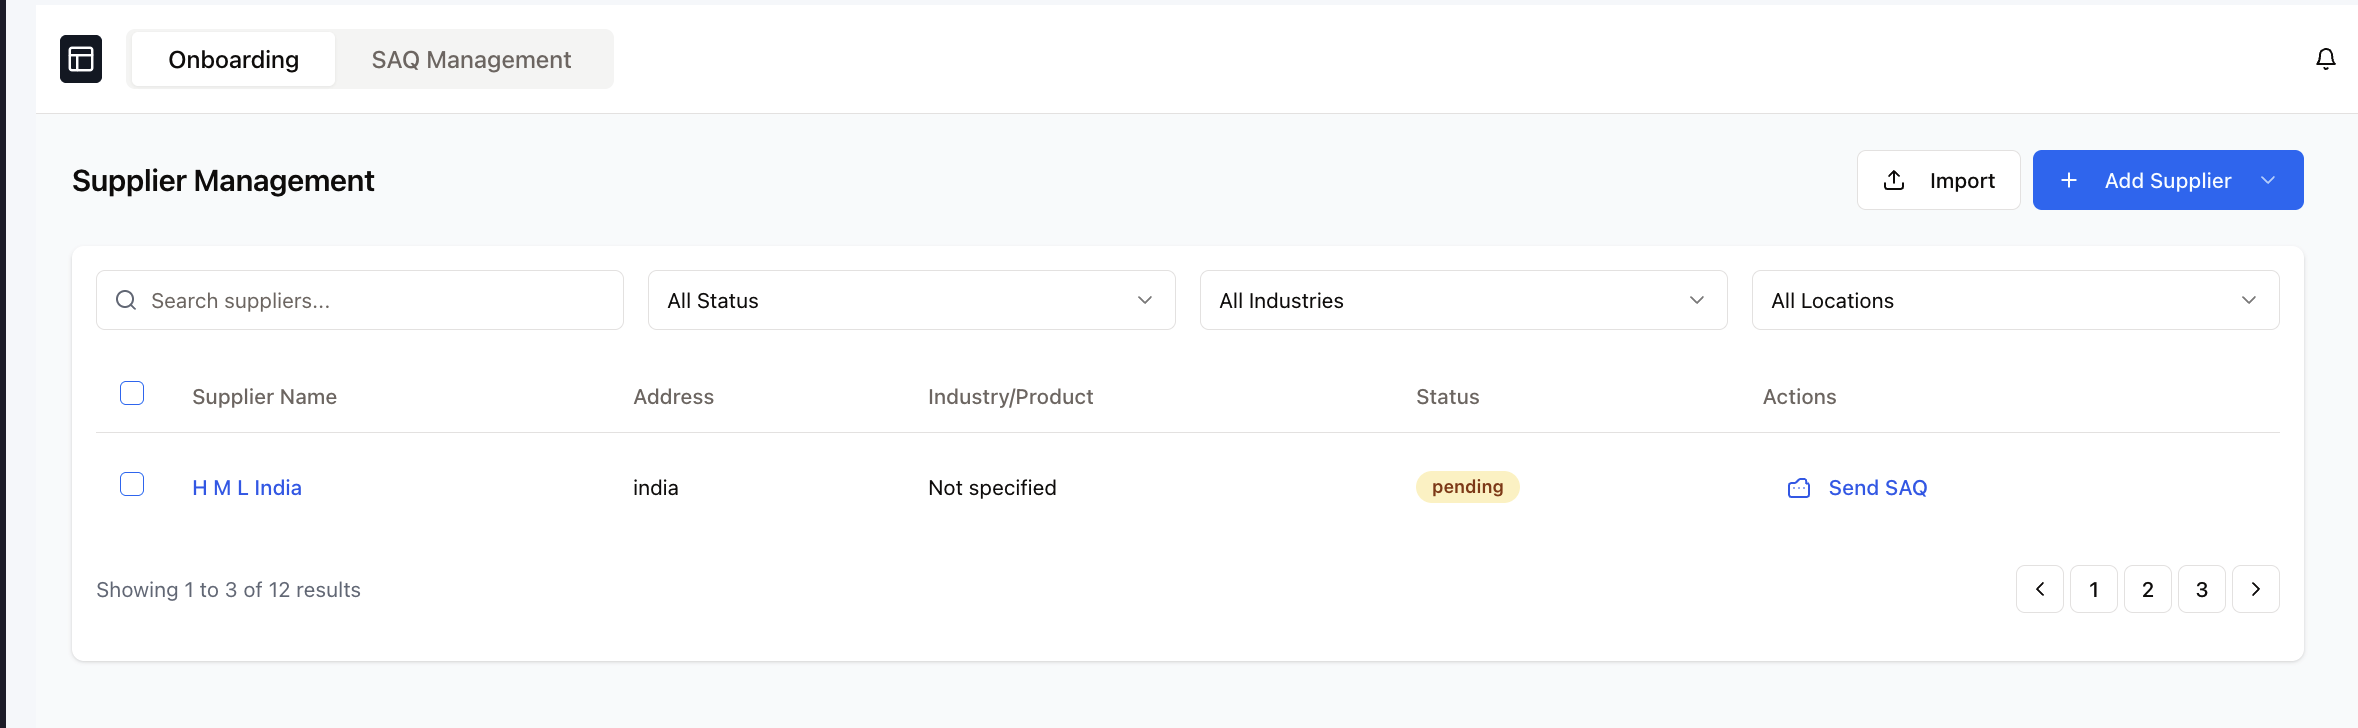 Onboarding SAQ Management
Supplier Management
Import
Add Supplier
Search suppliers...
All Status
All Industries
All Locations
Supplier Name Address Industry/Product Status Actions
H M L India india Not specified pending Send SAQ
Showing 1 to 3 of 12 results
1 2 3